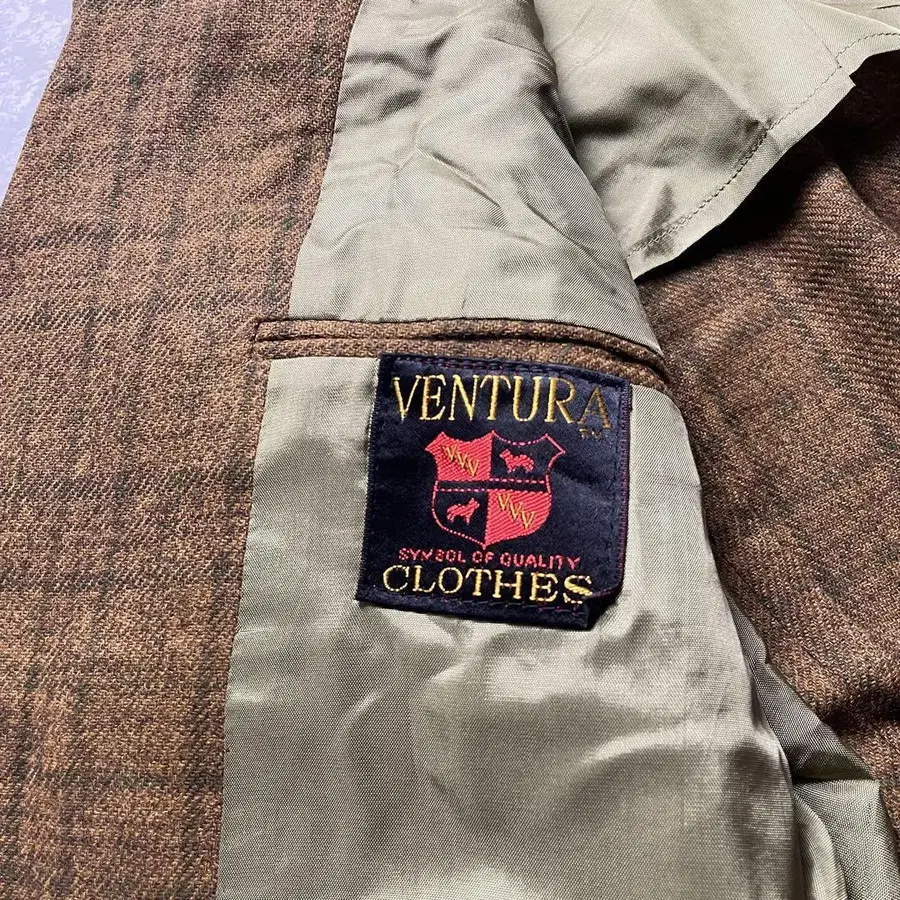 VENTURA
TM
VVV
VVV
SYMBOL OF QUALITY
CLOTHES